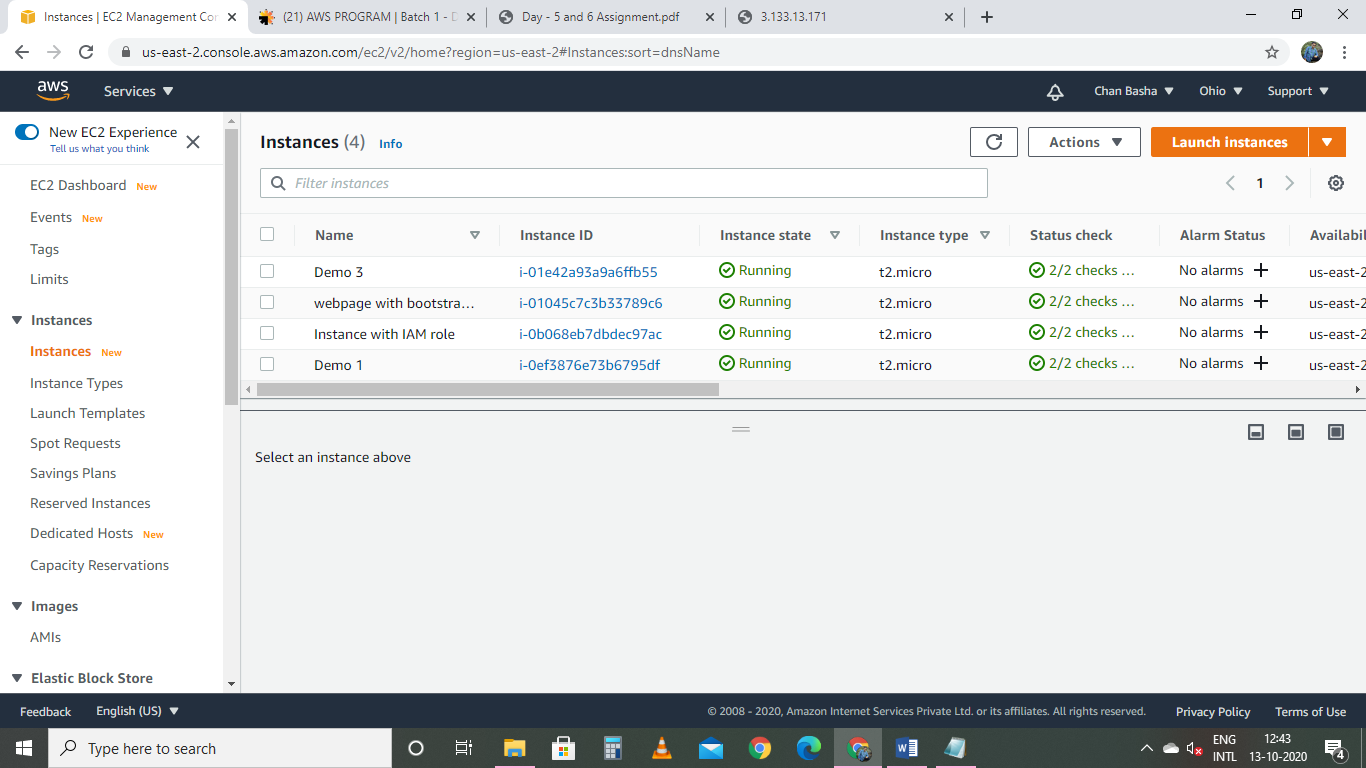 Instances | EC2 Management Con
(21) AWS PROGRAM | Batch 1 - D
Day - 5 and 6 Assignment.pdf
3.133.13.171
us-east-2.console.aws.amazon.com/ec2/v2/home?region=us-east-2#Instances:sort=dnsName
aws
Services
Chan Basha
Ohio
Support
New EC2 Experience
Tell us what you think
EC2 Dashboard New
Events New
Tags
Limits
Instances
Instances New
Instance Types
Launch Templates
Spot Requests
Savings Plans
Reserved Instances
Dedicated Hosts New
Capacity Reservations
Images
AMIs
Elastic Block Store
Instances (4) Info
Actions
Launch instances
Filter instances
1
Name Instance ID Instance state Instance type Status check Alarm Status Availabil
Demo 3 i-01e42a93a9a6ffb55 Running t2.micro 2/2 checks ... No alarms us-east-2
webpage with bootstra... i-01045c7c3b33789c6 Running t2.micro 2/2 checks ... No alarms us-east-2
Instance with IAM role i-0b068eb7dbdec97ac Running t2.micro 2/2 checks ... No alarms us-east-2
Demo 1 i-0ef3876e73b6795df Running t2.micro 2/2 checks ... No alarms us-east-2
Select an instance above
Feedback
English (US)
© 2008 - 2020, Amazon Internet Services Private Ltd. or its affiliates. All rights reserved.
Privacy Policy
Terms of Use
Type here to search
ENG
INTL
12:43
13-10-2020
4